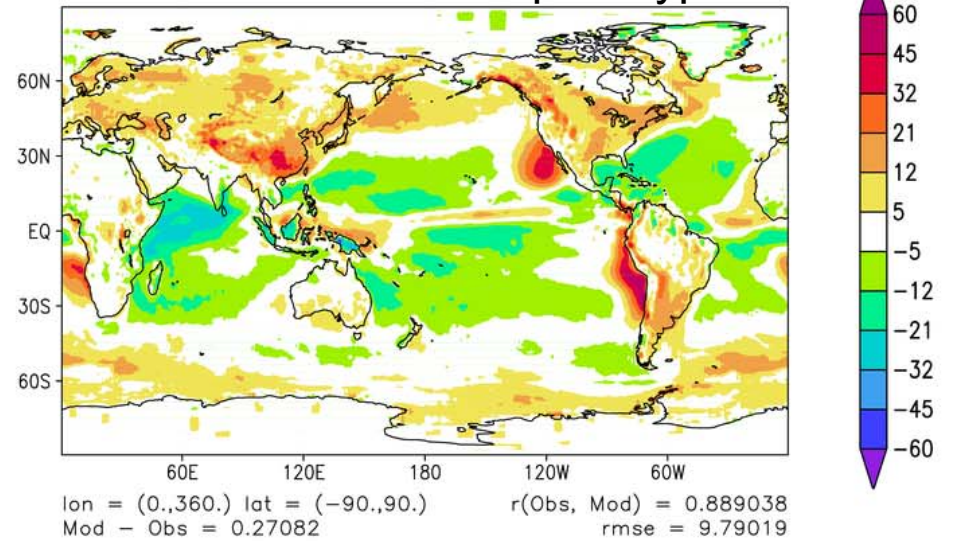 60
45
60N
32
21
30N
12
5
EQ
−5
30S
−12
−21
60S
−32
−45
−60
60E 120E 180 120W 60W
lon = (0.,360.) lat = (−90.,90.) r(Obs, Mod) = 0.889038
Mod − Obs = 0.27082 rmse = 9.79019